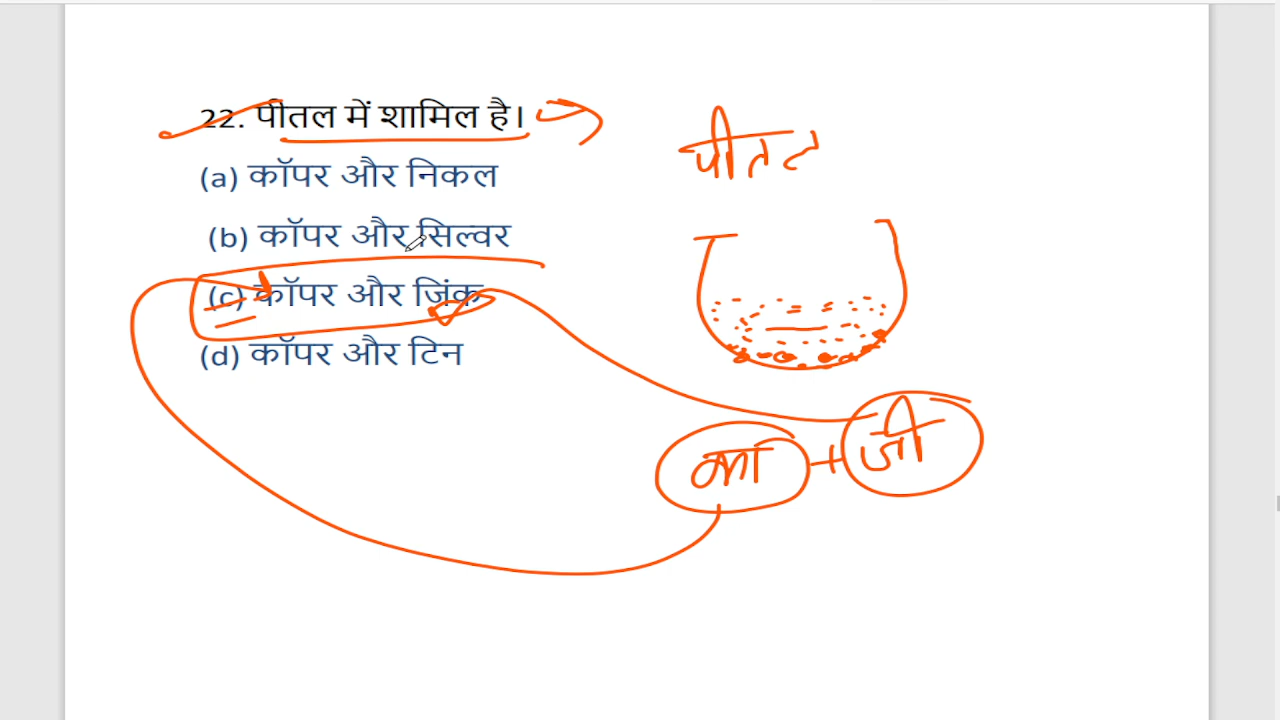 22. पीतल में शामिल है।
(a) कॉपर और निकल
(b) कॉपर और सिल्वर
(c) कॉपर और जिंक
(d) कॉपर और टिन
पीतल
का + जी